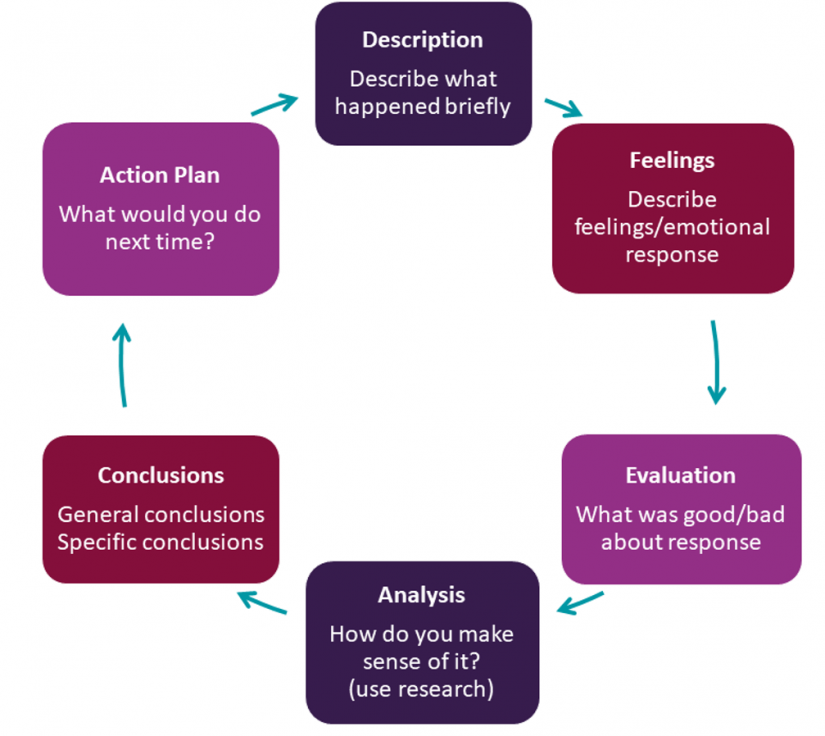 Description
Describe what
happened briefly
Feelings
Describe
feelings/emotional
response
Evaluation
What was good/bad
about response
Analysis
How do you make
sense of it?
(use research)
Conclusions
General conclusions
Specific conclusions
Action Plan
What would you do
next time?